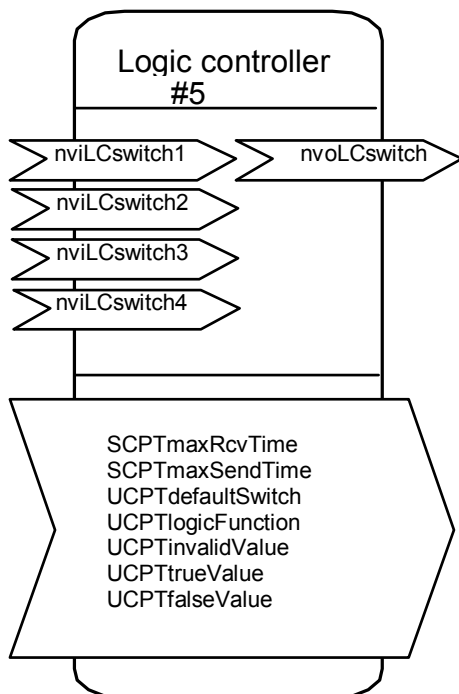 Logic controller
#5
nviLCswitch1
nvoLCswitch
nviLCswitch2
nviLCswitch3
nviLCswitch4
SCPTmaxRcvTime
SCPTmaxSendTime
UCPTdefaultSwitch
UCPTlogicFunction
UCPTinvalidValue
UCPTtrueValue
UCPTfalseValue